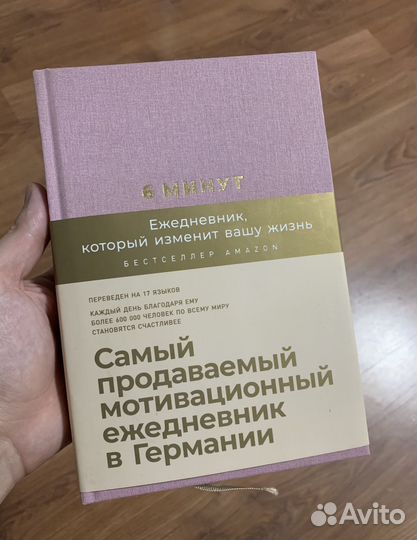 6 МИНУТ
Ежедневник,
который изменит вашу жизнь
БЕСТСЕЛЛЕР AMAZON
ПЕРЕВЕДЕН НА 17 ЯЗЫКОВ
КАЖДЫЙ ДЕНЬ БЛАГОДАРЯ ЕМУ
БОЛЕЕ 600 000 ЧЕЛОВЕК ПО ВСЕМУ МИРУ
СТАНОВЯТСЯ СЧАСТЛИВЕЕ
Самый
продаваемый
мотивационный
ежедневник
в Германии
Avito